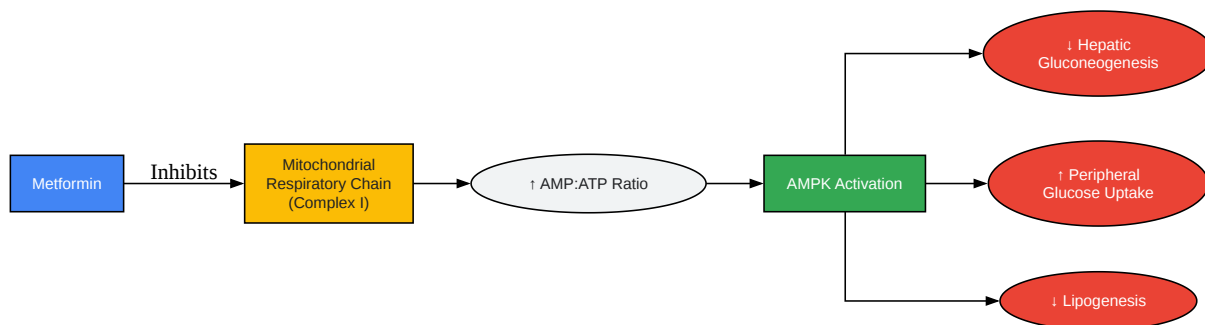 Metformin
Inhibits
Mitochondrial
Respiratory Chain
(Complex I)
↑ AMP:ATP Ratio
AMPK Activation
↓ Hepatic
Gluconeogenesis
↑ Peripheral
Glucose Uptake
↓ Lipogenesis